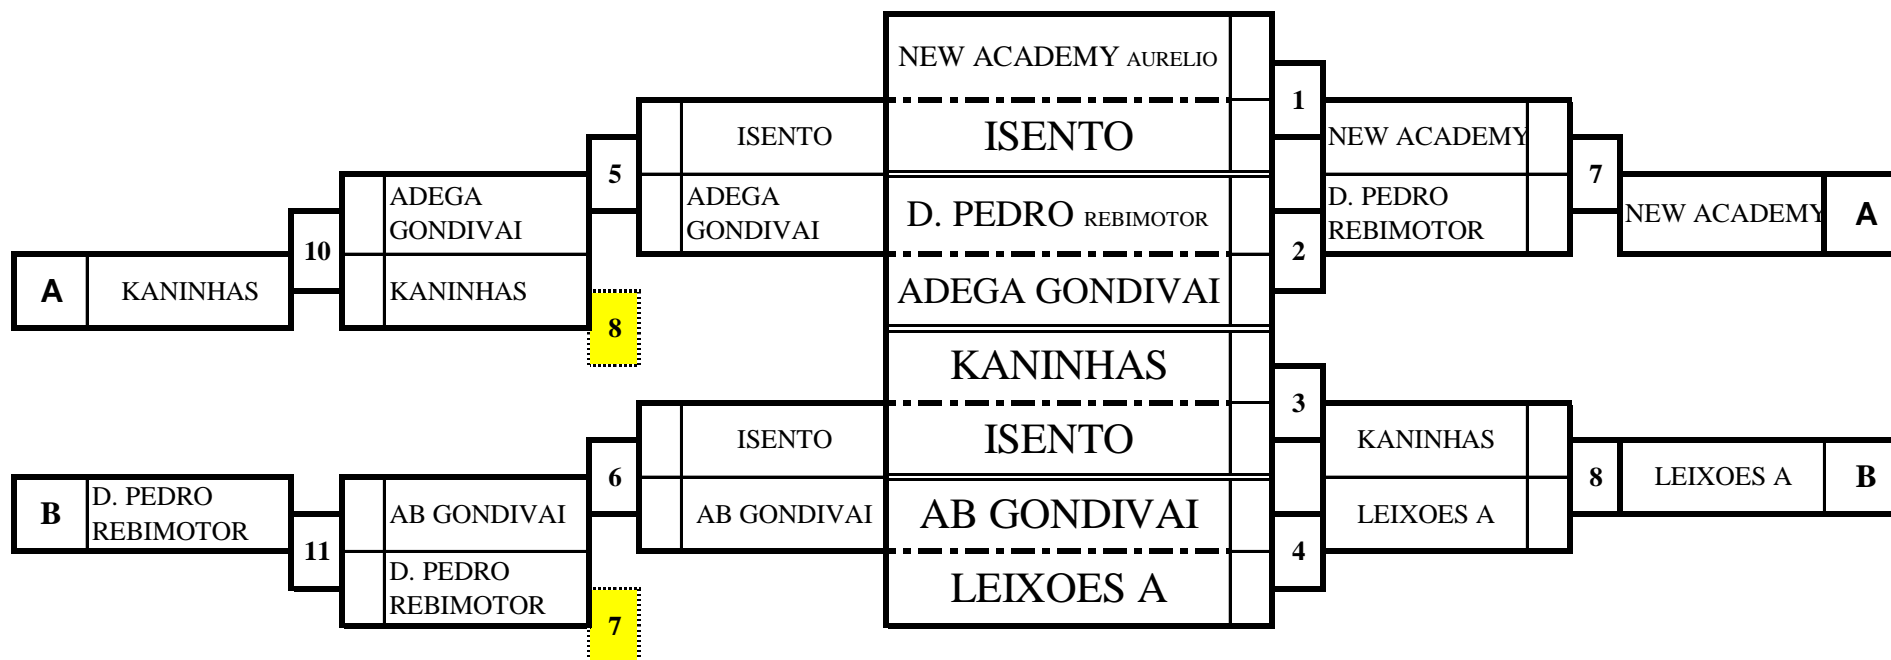 NEW ACADEMY AURELIO
1
ISENTO
ISENTO
NEW ACADEMY
5
7
ADEGA
GONDIVAI
ADEGA
GONDIVAI
D. PEDRO REBIMOTOR
D. PEDRO
REBIMOTOR
NEW ACADEMY
A
10
2
A
KANINHAS
KANINHAS
ADEGA GONDIVAI
8
KANINHAS
3
ISENTO
ISENTO
KANINHAS
6
8
LEIXOES A
B
B
D. PEDRO
REBIMOTOR
AB GONDIVAI
AB GONDIVAI
AB GONDIVAI
LEIXOES A
11
4
D. PEDRO
REBIMOTOR
LEIXOES A
7